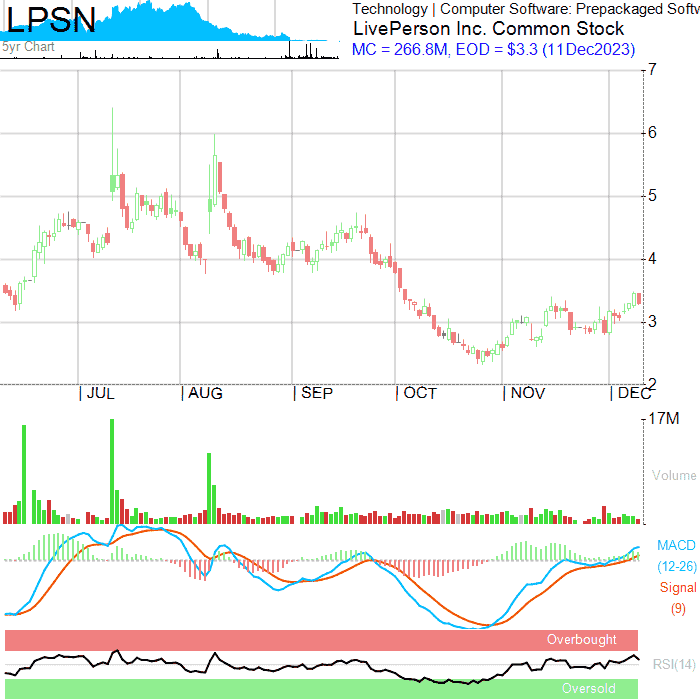 LPSN
Technology | Computer Software: Prepackaged Softw
LivePerson Inc. Common Stock
5yr Chart
MC = 266.8M, EOD = $3.3 (11Dec2023)
7
6
5
4
3
2
JUL AUG SEP OCT NOV DEC
17M
Volume
MACD
(12-26)
Signal
(9)
Overbought
RSI(14)
Oversold